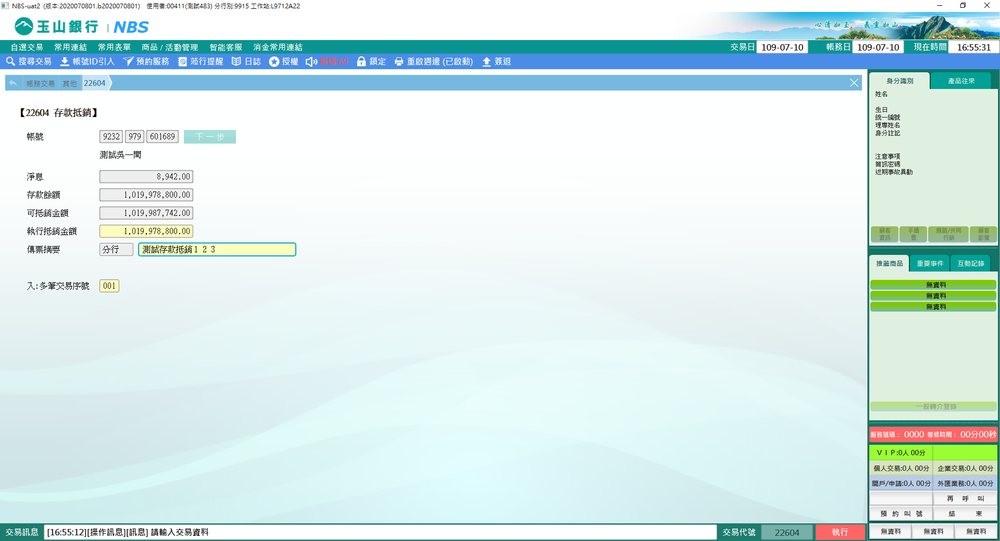 NBS-uat2 (版本:2020070801.b2020070801) 使用者:00411(測試483) 分行別:9915 工作站:L9712A22
玉山銀行 | NBS
心清如玉 義重如山
自選交易 常用連結 常用表單 商品 / 活動管理 智能客服 消金常用連結 交易日 109-07-10 帳務日 109-07-10 現在時間 16:55:31
搜尋交易 帳號ID引入 預約服務 蒞行提醒 日誌 授權 :89 鎖定 重啟週邊 (已啟動) 簽退
帳務交易 其他 22604
【22604 存款抵銷】
帳號 9232 979 601689 下一步
測試吳一閩
淨息 8,942.00
存款餘額 1,019,978,800.00
可抵銷金額 1,019,987,742.00
執行抵銷金額 1,019,978,800.00
傳票摘要 分行 測試存款抵銷１２３
入:多筆交易序號 001
身分識別 產品往來
姓名
生日
統一編號
理專姓名
身分註記
注意事項
簡訊密碼
近期事故異動
顧客資訊 手續費 通路/共同行銷 顧客影像
推薦商品 重要事件 互動記錄
無資料
無資料
無資料
一般轉介登錄
服務號碼： 0000 等候時間： 00分00秒
ＶＩＰ:0人 00分
個人交易:0人 00分 企業交易:0人 00分
開戶/申請:0人 00分 外匯業務:0人 00分
再 呼 叫
預 約 叫 號 結 束
交易訊息 [16:55:12][操作訊息][訊息] 請輸入交易資料 交易代號 22604 執行
無資料 無資料 無資料